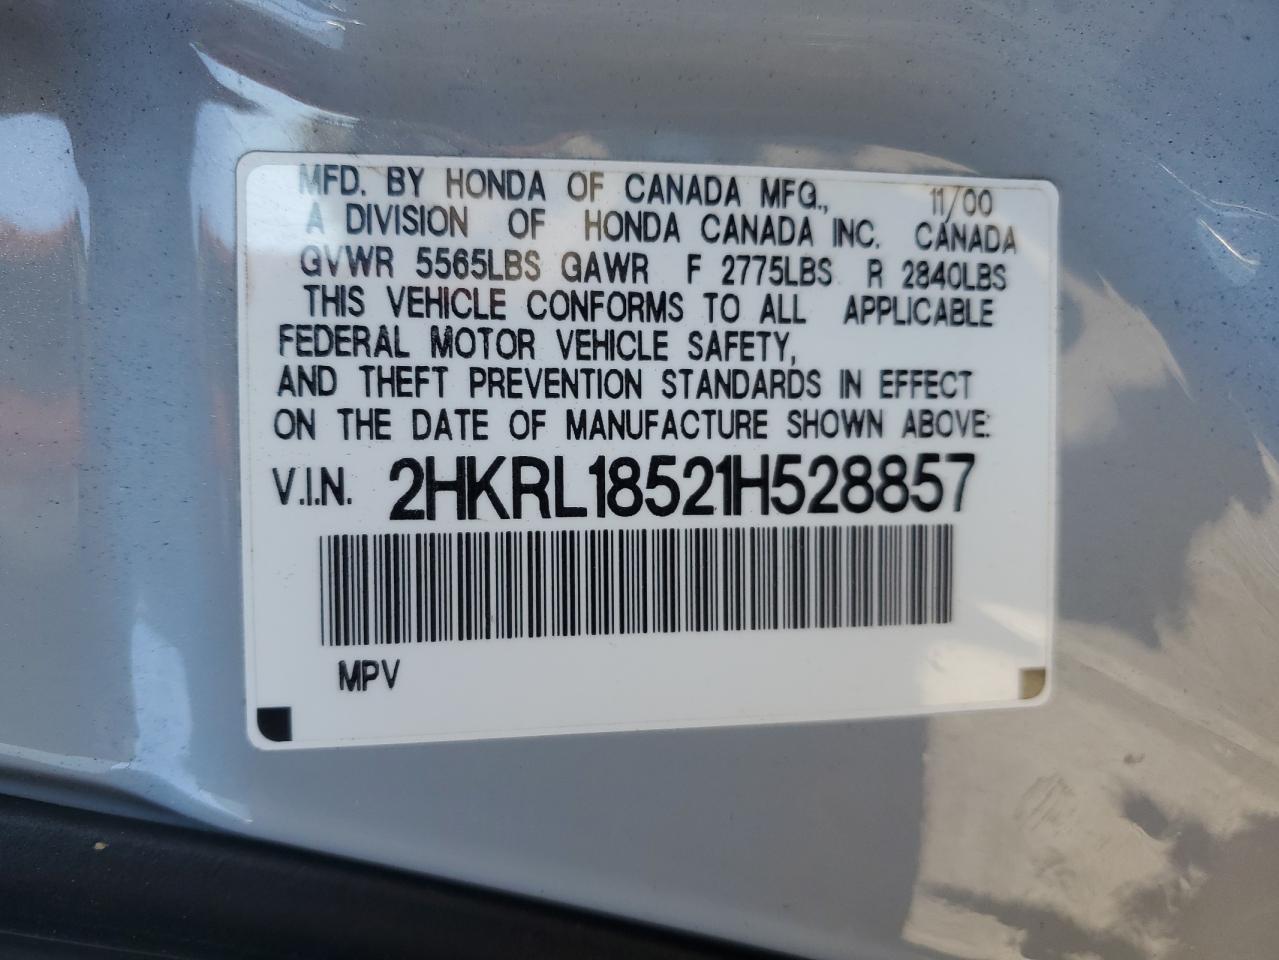 MFD. BY HONDA OF CANADA MFG., 11/00
A DIVISION OF HONDA CANADA INC. CANADA
GVWR 5565LBS GAWR F 2775LBS R 2840LBS
THIS VEHICLE CONFORMS TO ALL APPLICABLE
FEDERAL MOTOR VEHICLE SAFETY,
AND THEFT PREVENTION STANDARDS IN EFFECT
ON THE DATE OF MANUFACTURE SHOWN ABOVE:
V.I.N. 2HKRL18521H528857
MPV